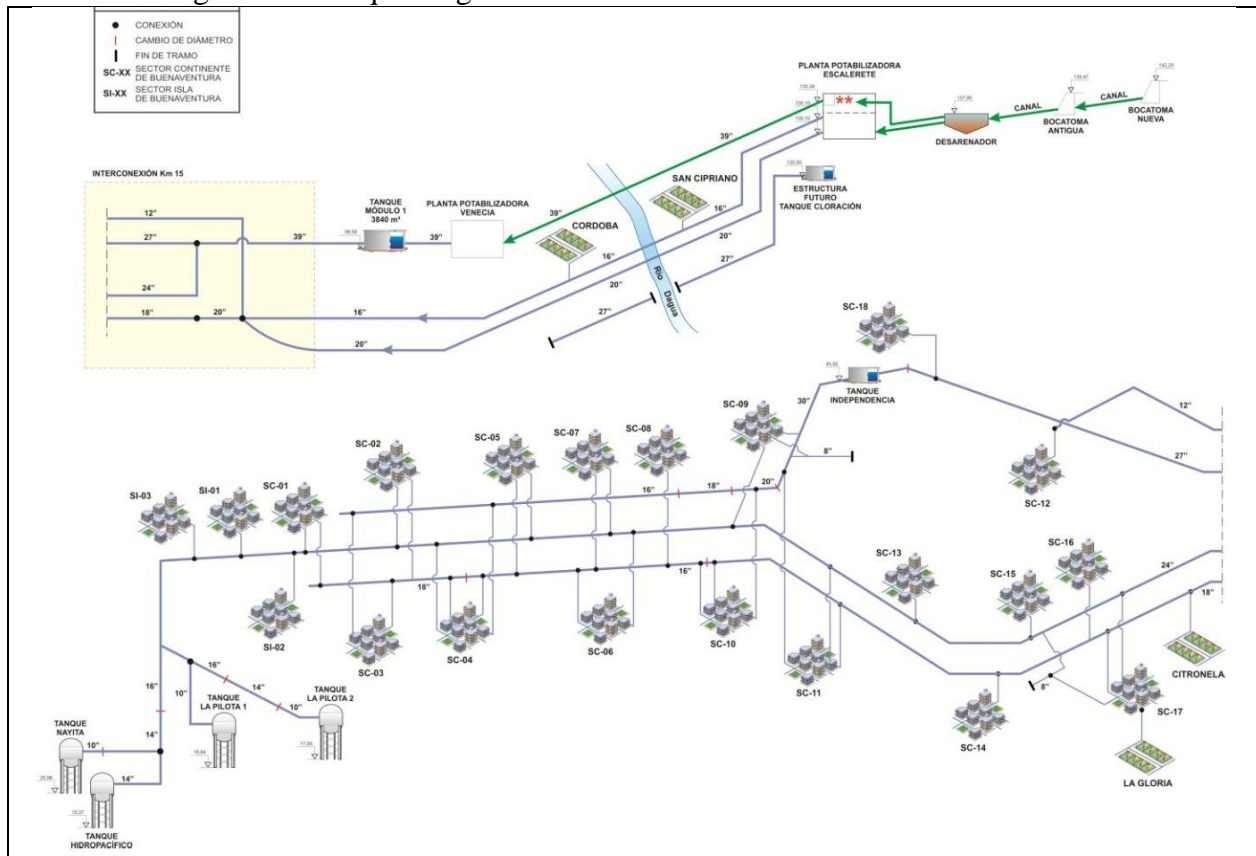 CONEXIÓN
CAMBIO DE DIÁMETRO
FIN DE TRAMO
SC-XX SECTOR CONTINENTE
DE BUENAVENTURA
SI-XX SECTOR ISLA
DE BUENAVENTURA
PLANTA POTABILIZADORA
ESCALERETE
**
CANAL
CANAL
BOCATOMA
NUEVA
BOCATOMA
ANTIGUA
DESARENADOR
39"
INTERCONEXIÓN Km 15
12"
27"
39"
24"
18"
20"
16"
20"
TANQUE
MÓDULO 1
3840 m³
39"
PLANTA POTABILIZADORA
VENECIA
39"
CORDOBA
SAN CIPRIANO
16"
20"
27"
16"
20"
27"
Rio
Dagua
ESTRUCTURA
FUTURO
TANQUE CLORACIÓN
SC-18
TANQUE
INDEPENDENCIA
30"
8"
12"
27"
SC-12
SC-09
SC-08
SC-07
SC-05
SC-02
SC-01
SI-01
SI-03
16"
18"
20"
SC-13
SC-15
SC-16
24"
18"
18"
16"
SI-02
SC-03
SC-04
SC-06
SC-10
SC-11
SC-14
SC-17
8"
CITRONELA
LA GLORIA
16"
16"
14"
10"
10"
TANQUE
LA PILOTA 1
TANQUE
LA PILOTA 2
TANQUE
NAYITA
10"
14"
14"
TANQUE
HIDROPACÍFICO